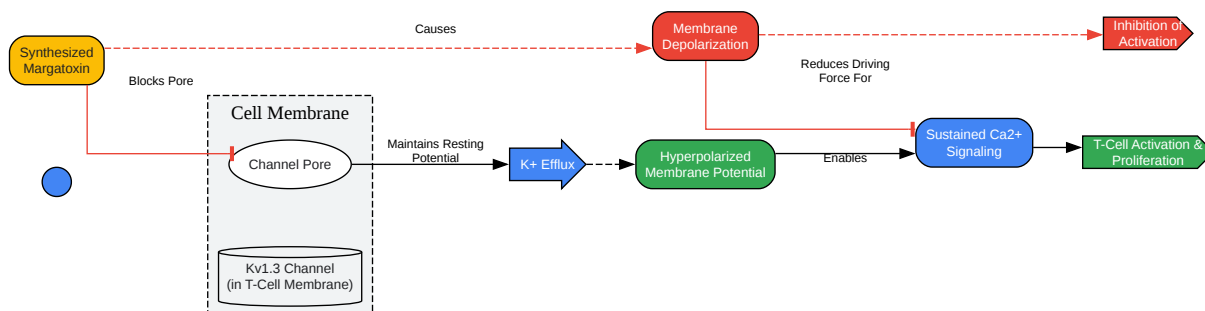 Causes
Synthesized
Margatoxin
Membrane
Depolarization
Inhibition of
Activation
Blocks Pore
Reduces Driving
Force For
Cell Membrane
Channel Pore
Maintains Resting
Potential
K+ Efflux
Hyperpolarized
Membrane Potential
Enables
Sustained Ca2+
Signaling
T-Cell Activation &
Proliferation
Kv1.3 Channel
(in T-Cell Membrane)